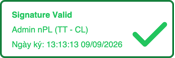 Signature Valid
Admin nPL (TT - CL)
Ngày ký: 13:13:13 09/09/2026